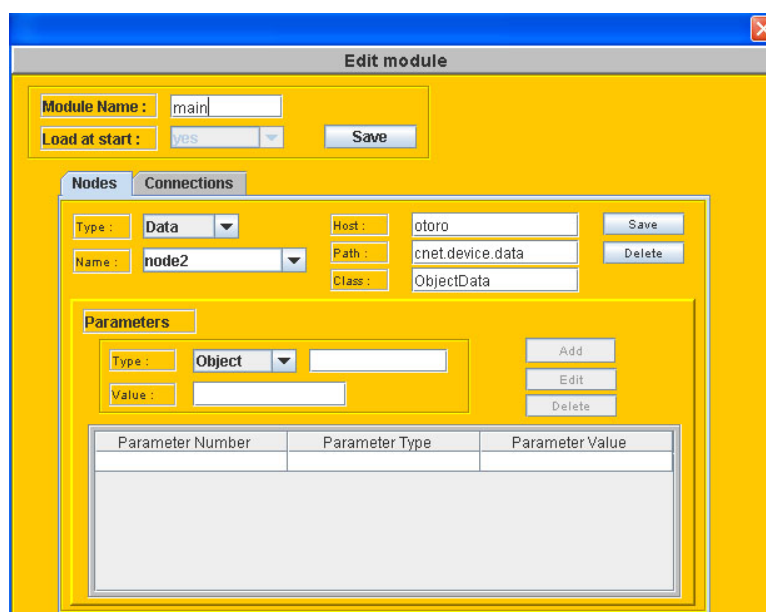 Edit module
Module Name : main
Load at start : yes Save
Nodes Connections
Type : Data Host : otoro Save
Name : node2 Path : cnet.device.data Delete
Class : ObjectData
Parameters
Type : Object Add
Value : Edit
Delete
Parameter Number Parameter Type Parameter Value